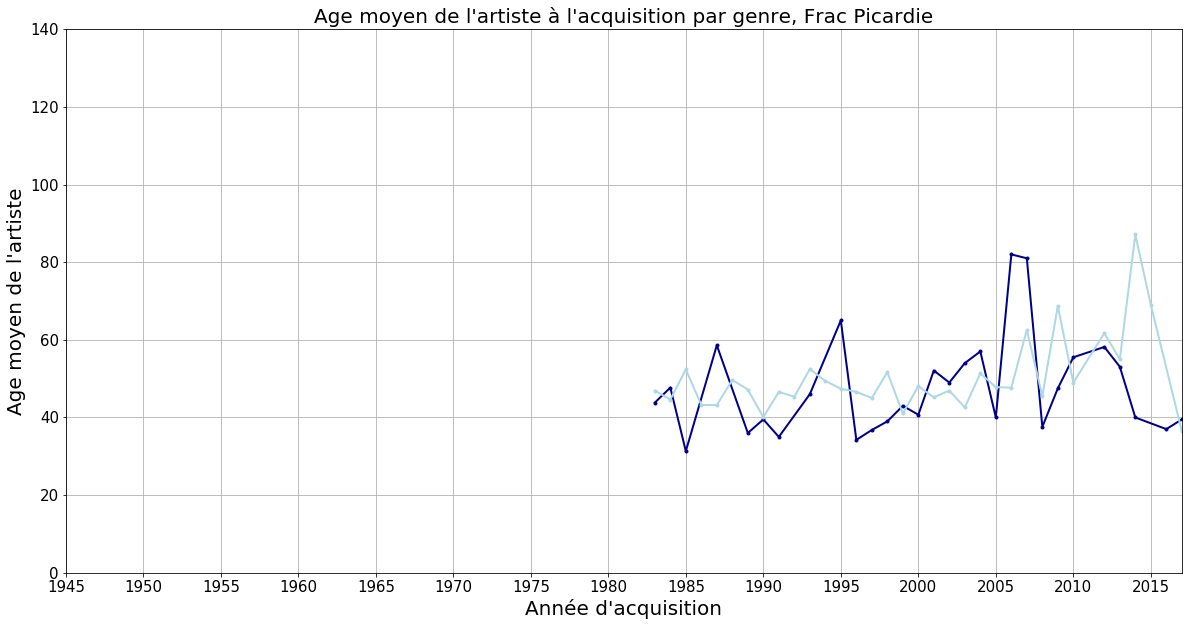 Age moyen de l'artiste à l'acquisition par genre, Frac Picardie
140
120
100
80
60
40
20
0
Age moyen de l'artiste
1945 1950 1955 1960 1965 1970 1975 1980 1985 1990 1995 2000 2005 2010 2015
Année d'acquisition